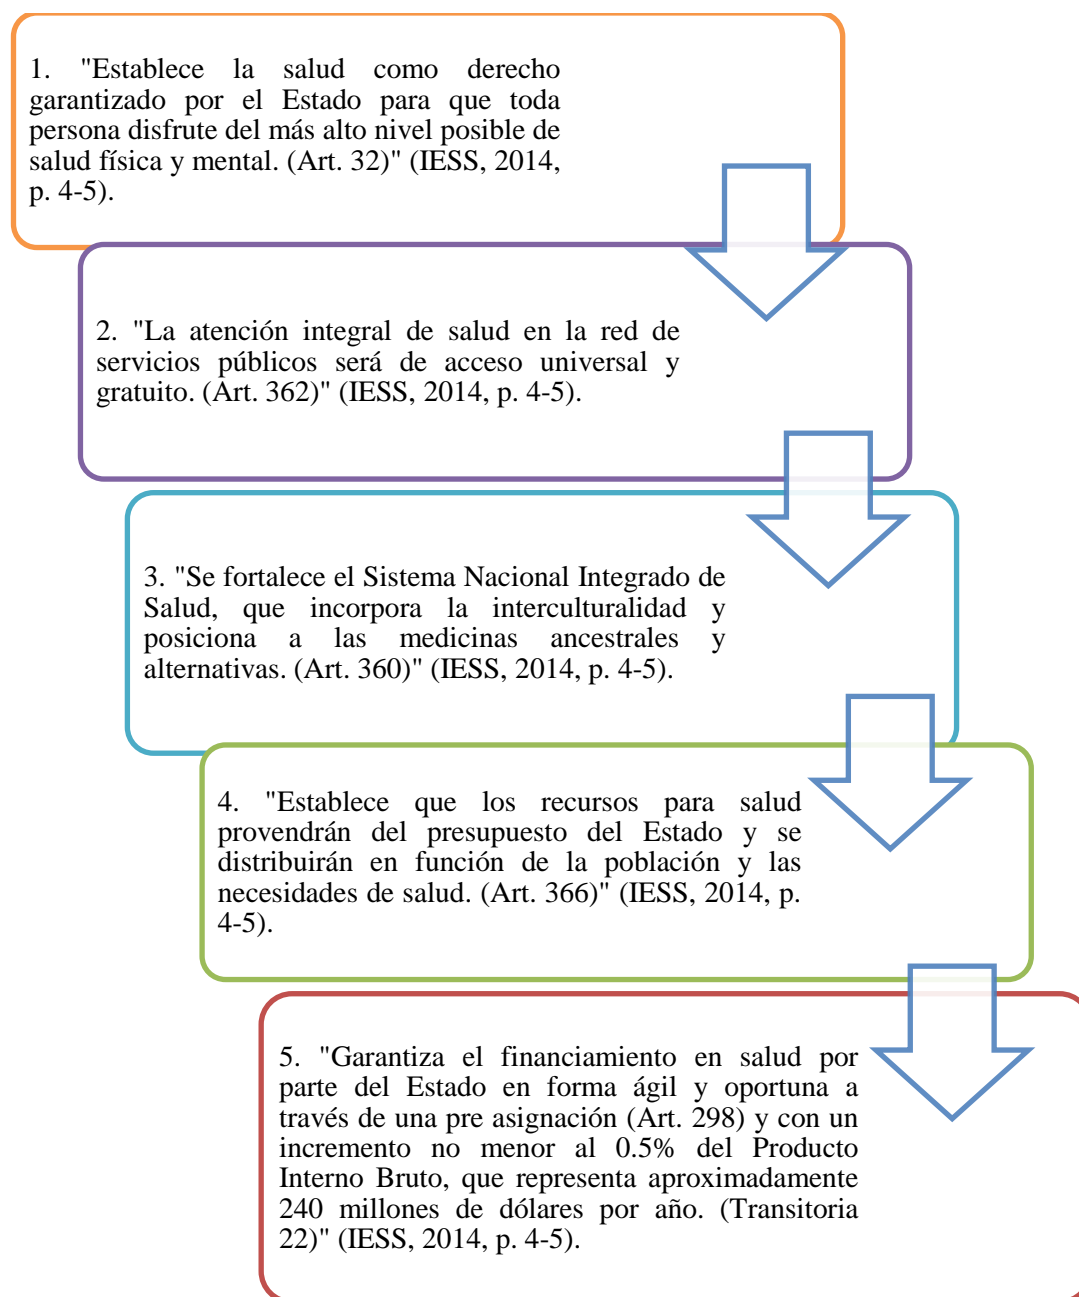 1. "Establece la salud como derecho
garantizado por el Estado para que toda
persona disfrute del más alto nivel posible de
salud física y mental. (Art. 32)" (IESS, 2014,
p. 4-5).
2. "La atención integral de salud en la red de
servicios públicos será de acceso universal y
gratuito. (Art. 362)" (IESS, 2014, p. 4-5).
3. "Se fortalece el Sistema Nacional Integrado de
Salud, que incorpora la interculturalidad y
posiciona a las medicinas ancestrales y
alternativas. (Art. 360)" (IESS, 2014, p. 4-5).
4. "Establece que los recursos para salud
provendrán del presupuesto del Estado y se
distribuirán en función de la población y las
necesidades de salud. (Art. 366)" (IESS, 2014, p.
4-5).
5. "Garantiza el financiamiento en salud por
parte del Estado en forma ágil y oportuna a
través de una pre asignación (Art. 298) y con un
incremento no menor al 0.5% del Producto
Interno Bruto, que representa aproximadamente
240 millones de dólares por año. (Transitoria
22)" (IESS, 2014, p. 4-5).